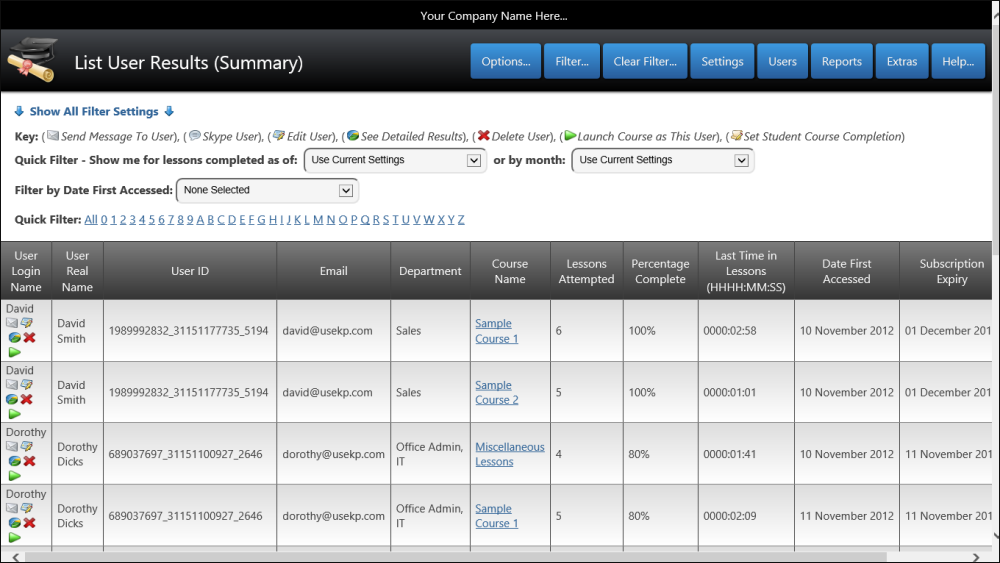 Your Company Name Here...
List User Results (Summary)
Options... Filter... Clear Filter... Settings Users Reports Extras Help...
Show All Filter Settings
Key: ( Send Message To User), ( Skype User), ( Edit User), ( See Detailed Results), ( Delete User), ( Launch Course as This User), ( Set Student Course Completion)
Quick Filter - Show me for lessons completed as of: Use Current Settings or by month: Use Current Settings
Filter by Date First Accessed: None Selected
Quick Filter: All 0 1 2 3 4 5 6 7 8 9 A B C D E F G H I J K L M N O P Q R S T U V W X Y Z
User Login Name User Real Name User ID Email Department Course Name Lessons Attempted Percentage Complete Last Time in Lessons (HHHH:MM:SS) Date First Accessed Subscription Expiry
David David Smith 1989992832_31151177735_5194 david@usekp.com Sales Sample Course 1 6 100% 0000:02:58 10 November 2012 01 December 201
David David Smith 1989992832_31151177735_5194 david@usekp.com Sales Sample Course 2 5 100% 0000:01:01 10 November 2012 01 December 201
Dorothy Dorothy Dicks 689037697_31151100927_2646 dorothy@usekp.com Office Admin, IT Miscellaneous Lessons 4 80% 0000:01:41 10 November 2012 11 November 201
Dorothy Dorothy Dicks 689037697_31151100927_2646 dorothy@usekp.com Office Admin, IT Sample Course 1 5 80% 0000:02:09 11 November 2012 11 November 201